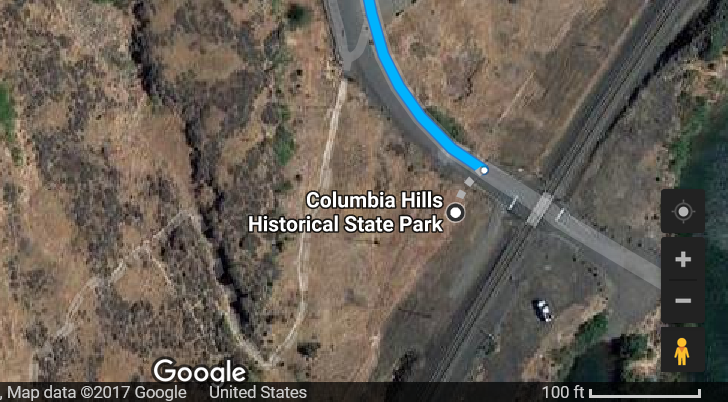 Columbia Hills
Historical State Park
Google
, Map data ©2017 Google United States 100 ft